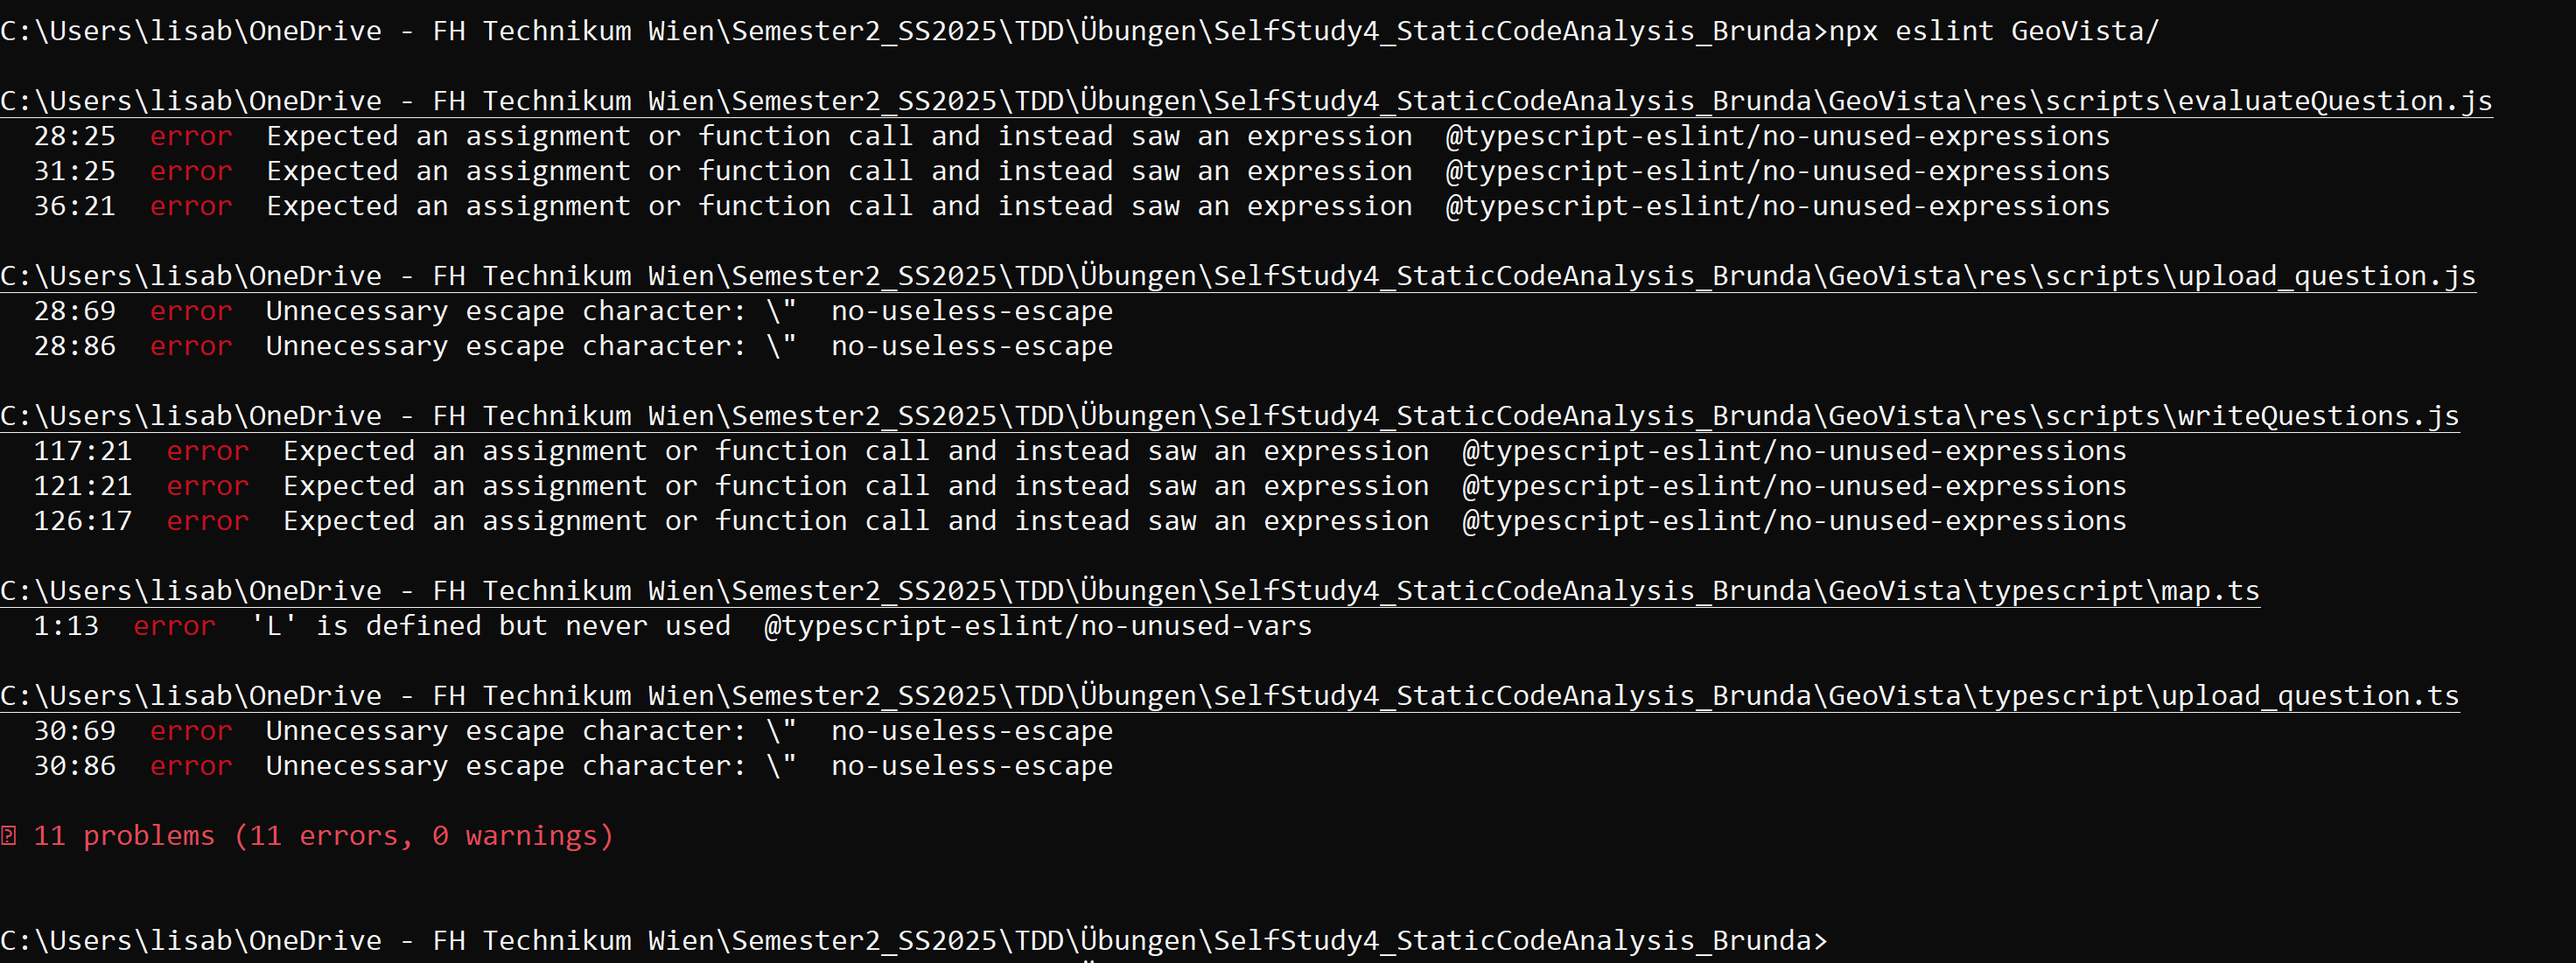 C:\Users\lisab\OneDrive - FH Technikum Wien\Semester2_SS2025\TDD\Übungen\SelfStudy4_StaticCodeAnalysis_Brunda>npx eslint GeoVista/
C:\Users\lisab\OneDrive - FH Technikum Wien\Semester2_SS2025\TDD\Übungen\SelfStudy4_StaticCodeAnalysis_Brunda\GeoVista\res\scripts\evaluateQuestion.js
28:25  error  Expected an assignment or function call and instead saw an expression  @typescript-eslint/no-unused-expressions
31:25  error  Expected an assignment or function call and instead saw an expression  @typescript-eslint/no-unused-expressions
36:21  error  Expected an assignment or function call and instead saw an expression  @typescript-eslint/no-unused-expressions
C:\Users\lisab\OneDrive - FH Technikum Wien\Semester2_SS2025\TDD\Übungen\SelfStudy4_StaticCodeAnalysis_Brunda\GeoVista\res\scripts\upload_question.js
28:69  error  Unnecessary escape character: \"  no-useless-escape
28:86  error  Unnecessary escape character: \"  no-useless-escape
C:\Users\lisab\OneDrive - FH Technikum Wien\Semester2_SS2025\TDD\Übungen\SelfStudy4_StaticCodeAnalysis_Brunda\GeoVista\res\scripts\writeQuestions.js
117:21  error  Expected an assignment or function call and instead saw an expression  @typescript-eslint/no-unused-expressions
121:21  error  Expected an assignment or function call and instead saw an expression  @typescript-eslint/no-unused-expressions
126:17  error  Expected an assignment or function call and instead saw an expression  @typescript-eslint/no-unused-expressions
C:\Users\lisab\OneDrive - FH Technikum Wien\Semester2_SS2025\TDD\Übungen\SelfStudy4_StaticCodeAnalysis_Brunda\GeoVista\typescript\map.ts
1:13  error  'L' is defined but never used  @typescript-eslint/no-unused-vars
C:\Users\lisab\OneDrive - FH Technikum Wien\Semester2_SS2025\TDD\Übungen\SelfStudy4_StaticCodeAnalysis_Brunda\GeoVista\typescript\upload_question.ts
30:69  error  Unnecessary escape character: \"  no-useless-escape
30:86  error  Unnecessary escape character: \"  no-useless-escape
11 problems (11 errors, 0 warnings)
C:\Users\lisab\OneDrive - FH Technikum Wien\Semester2_SS2025\TDD\Übungen\SelfStudy4_StaticCodeAnalysis_Brunda>